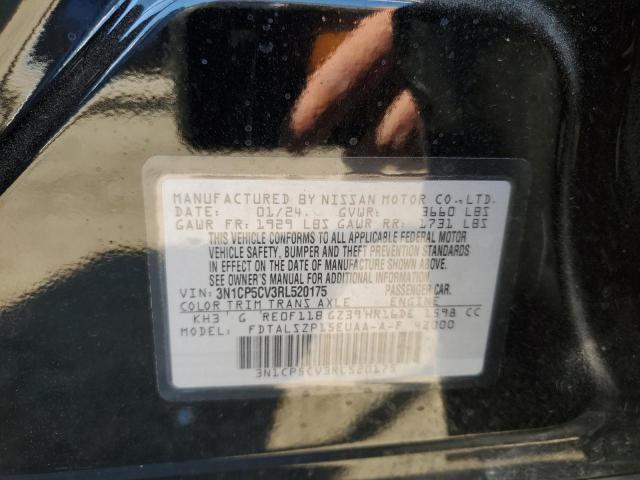 MANUFACTURED BY NISSAN MOTOR CO.,LTD.
DATE: 01/24 GVWR: 3660 LBS
GAWR FR: 1929 LBS GAWR RR: 1731 LBS
THIS VEHICLE CONFORMS TO ALL APPLICABLE FEDERAL MOTOR
VEHICLE SAFETY, BUMPER AND THEFT PREVENTION STANDARDS
IN EFFECT ON THE DATE OF MANUFACTURE SHOWN ABOVE.
SEE OWNER'S MANUAL FOR ADDITIONAL INFORMATION.
VIN: 3N1CP5CV3RL520175 PASSENGER CAR.
COLOR TRIM TRANS AXLE ENGINE
KH3 G RE0F11B GZ39 HR16DE 1598 CC
MODEL: FDTALSZP15EUAA-A-F 42000
3N1CP5CV3RL520175